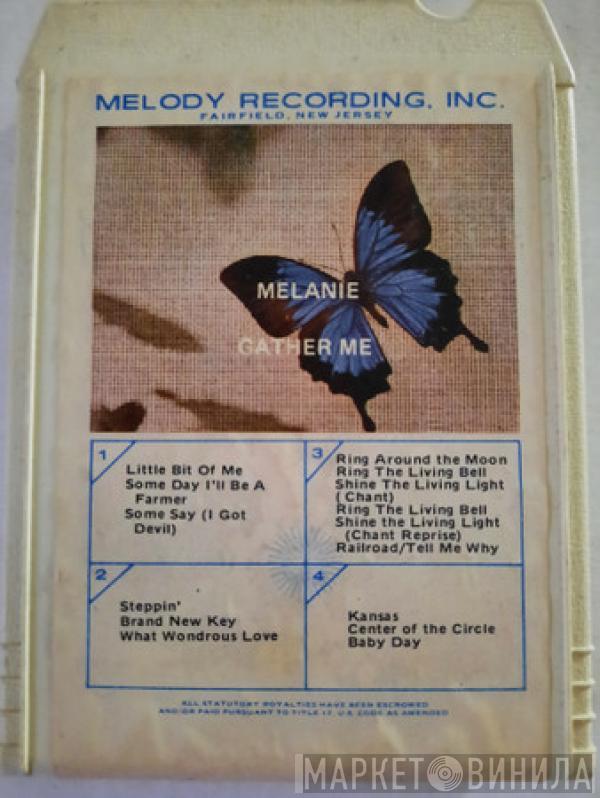 MELODY RECORDING, INC.
FAIRFIELD, NEW JERSEY
MELANIE
GATHER ME
1
Little Bit Of Me
Some Day I'll Be A
Farmer
Some Say (I Got
Devil)
3
Ring Around the Moon
Ring The Living Bell
Shine The Living Light
(Chant)
Ring The Living Bell
Shine the Living Light
(Chant Reprise)
Railroad/Tell Me Why
2
Steppin'
Brand New Key
What Wondrous Love
4
Kansas
Center of the Circle
Baby Day
ALL STATUTORY ROYALTIES HAVE BEEN ESCROWED
AND/OR PAID PURSUANT TO TITLE 17, U.S. CODE AS AMENDED
МАРКЕТ ВИНИЛА